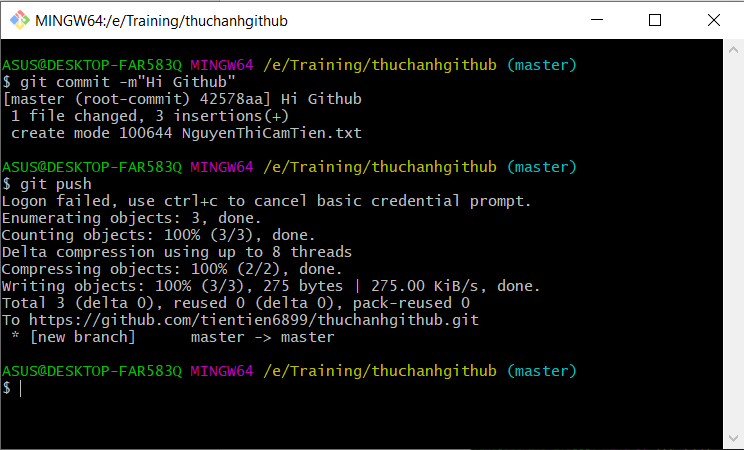 MINGW64:/e/Training/thuchanhgithub
ASUS@DESKTOP-FAR583Q MINGW64 /e/Training/thuchanhgithub (master)
$ git commit -m"Hi Github"
[master (root-commit) 42578aa] Hi Github
 1 file changed, 3 insertions(+)
 create mode 100644 NguyenThiCamTien.txt
ASUS@DESKTOP-FAR583Q MINGW64 /e/Training/thuchanhgithub (master)
$ git push
Logon failed, use ctrl+c to cancel basic credential prompt.
Enumerating objects: 3, done.
Counting objects: 100% (3/3), done.
Delta compression using up to 8 threads
Compressing objects: 100% (2/2), done.
Writing objects: 100% (3/3), 275 bytes | 275.00 KiB/s, done.
Total 3 (delta 0), reused 0 (delta 0), pack-reused 0
To https://github.com/tientien6899/thuchanhgithub.git
 * [new branch]      master -> master
ASUS@DESKTOP-FAR583Q MINGW64 /e/Training/thuchanhgithub (master)
$